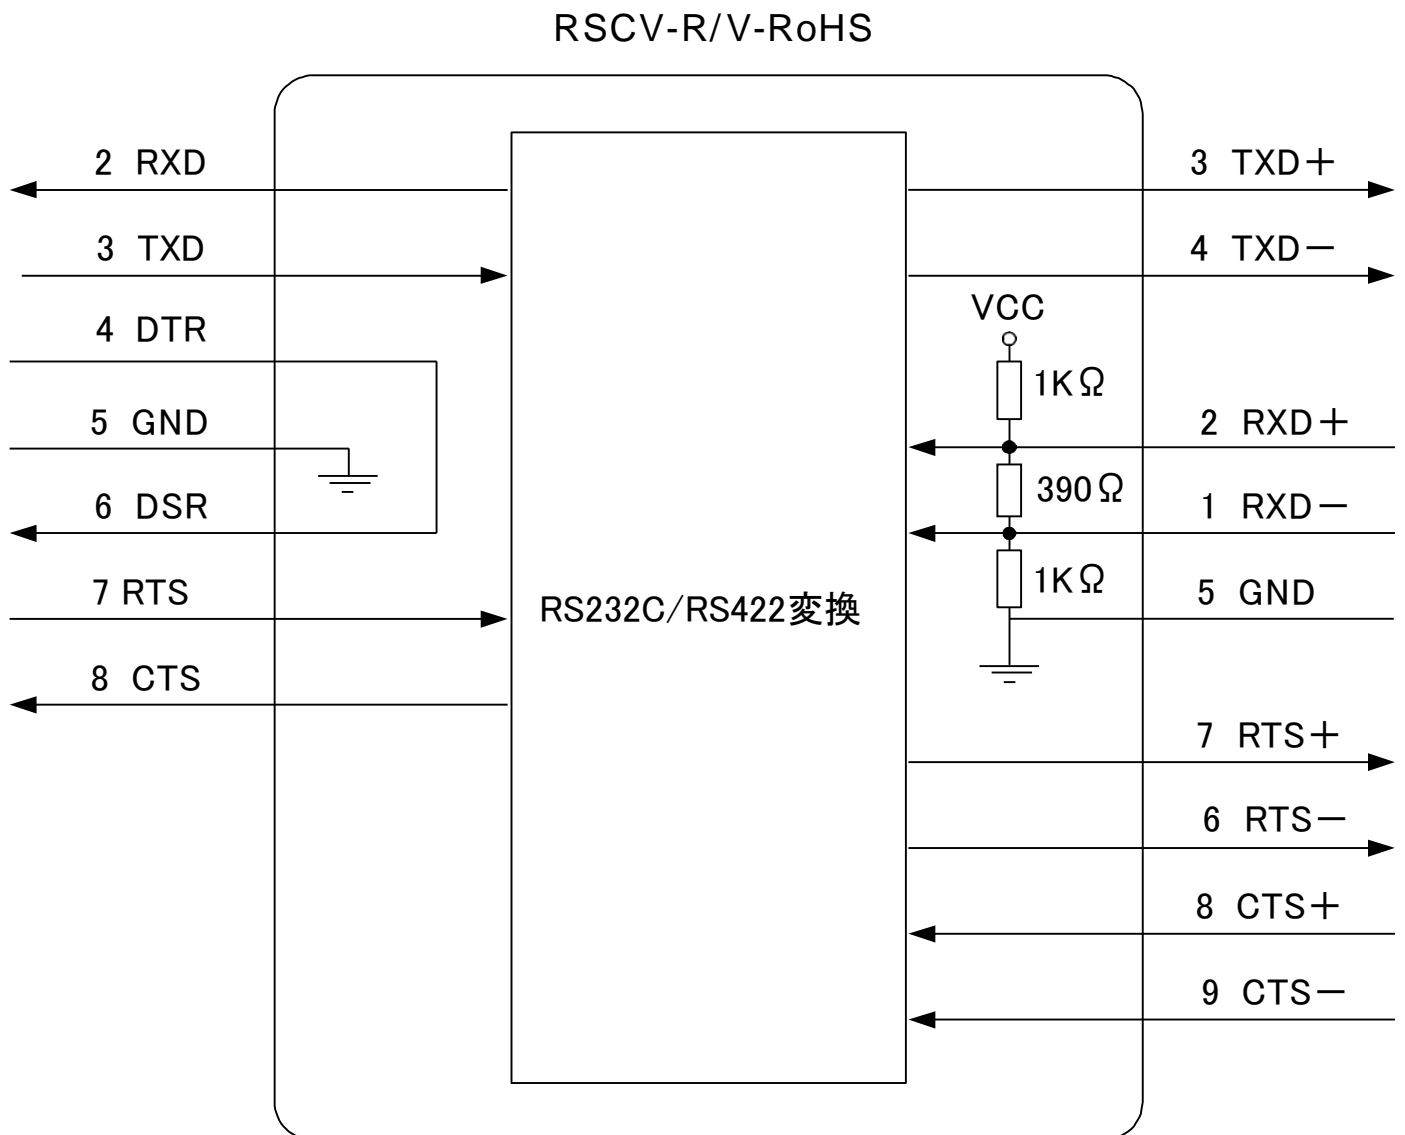 RSCV-R/V-RoHS
2 RXD
3 TXD+
3 TXD
4 TXD−
VCC
4 DTR
1KΩ
5 GND
2 RXD+
390Ω
6 DSR
1 RXD−
1KΩ
7 RTS
5 GND
RS232C/RS422変換
8 CTS
7 RTS+
6 RTS−
8 CTS+
9 CTS−